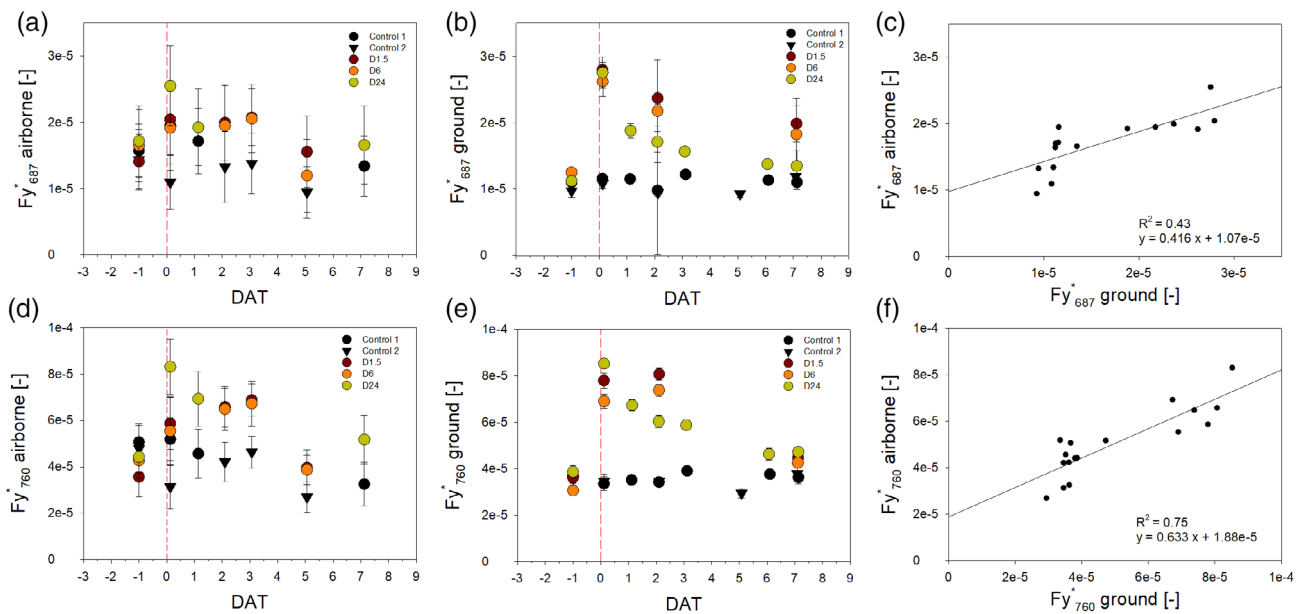 (a)
Fy*687 airborne [-]
3e-5
2e-5
1e-5
0
-3 -2 -1 0 1 2 3 4 5 6 7 8 9
DAT
Control 1
Control 2
D1.5
D6
D24
(b)
Fy*687 ground [-]
3e-5
2e-5
1e-5
0
-3 -2 -1 0 1 2 3 4 5 6 7 8 9
DAT
Control 1
Control 2
D1.5
D6
D24
(c)
Fy*687 airborne [-]
3e-5
2e-5
1e-5
0
0 1e-5 2e-5 3e-5
Fy*687 ground [-]
R2 = 0.43
y = 0.416 x + 1.07e-5
(d)
Fy*760 airborne [-]
1e-4
8e-5
6e-5
4e-5
2e-5
0
-3 -2 -1 0 1 2 3 4 5 6 7 8 9
DAT
Control 1
Control 2
D1.5
D6
D24
(e)
Fy*760 ground [-]
1e-4
8e-5
6e-5
4e-5
2e-5
0
-3 -2 -1 0 1 2 3 4 5 6 7 8 9
DAT
Control 1
Control 2
D1.5
D6
D24
(f)
Fy*760 airborne [-]
1e-4
8e-5
6e-5
4e-5
2e-5
0
0 2e-5 4e-5 6e-5 8e-5 1e-4
Fy*760 ground [-]
R2 = 0.75
y = 0.633 x + 1.88e-5